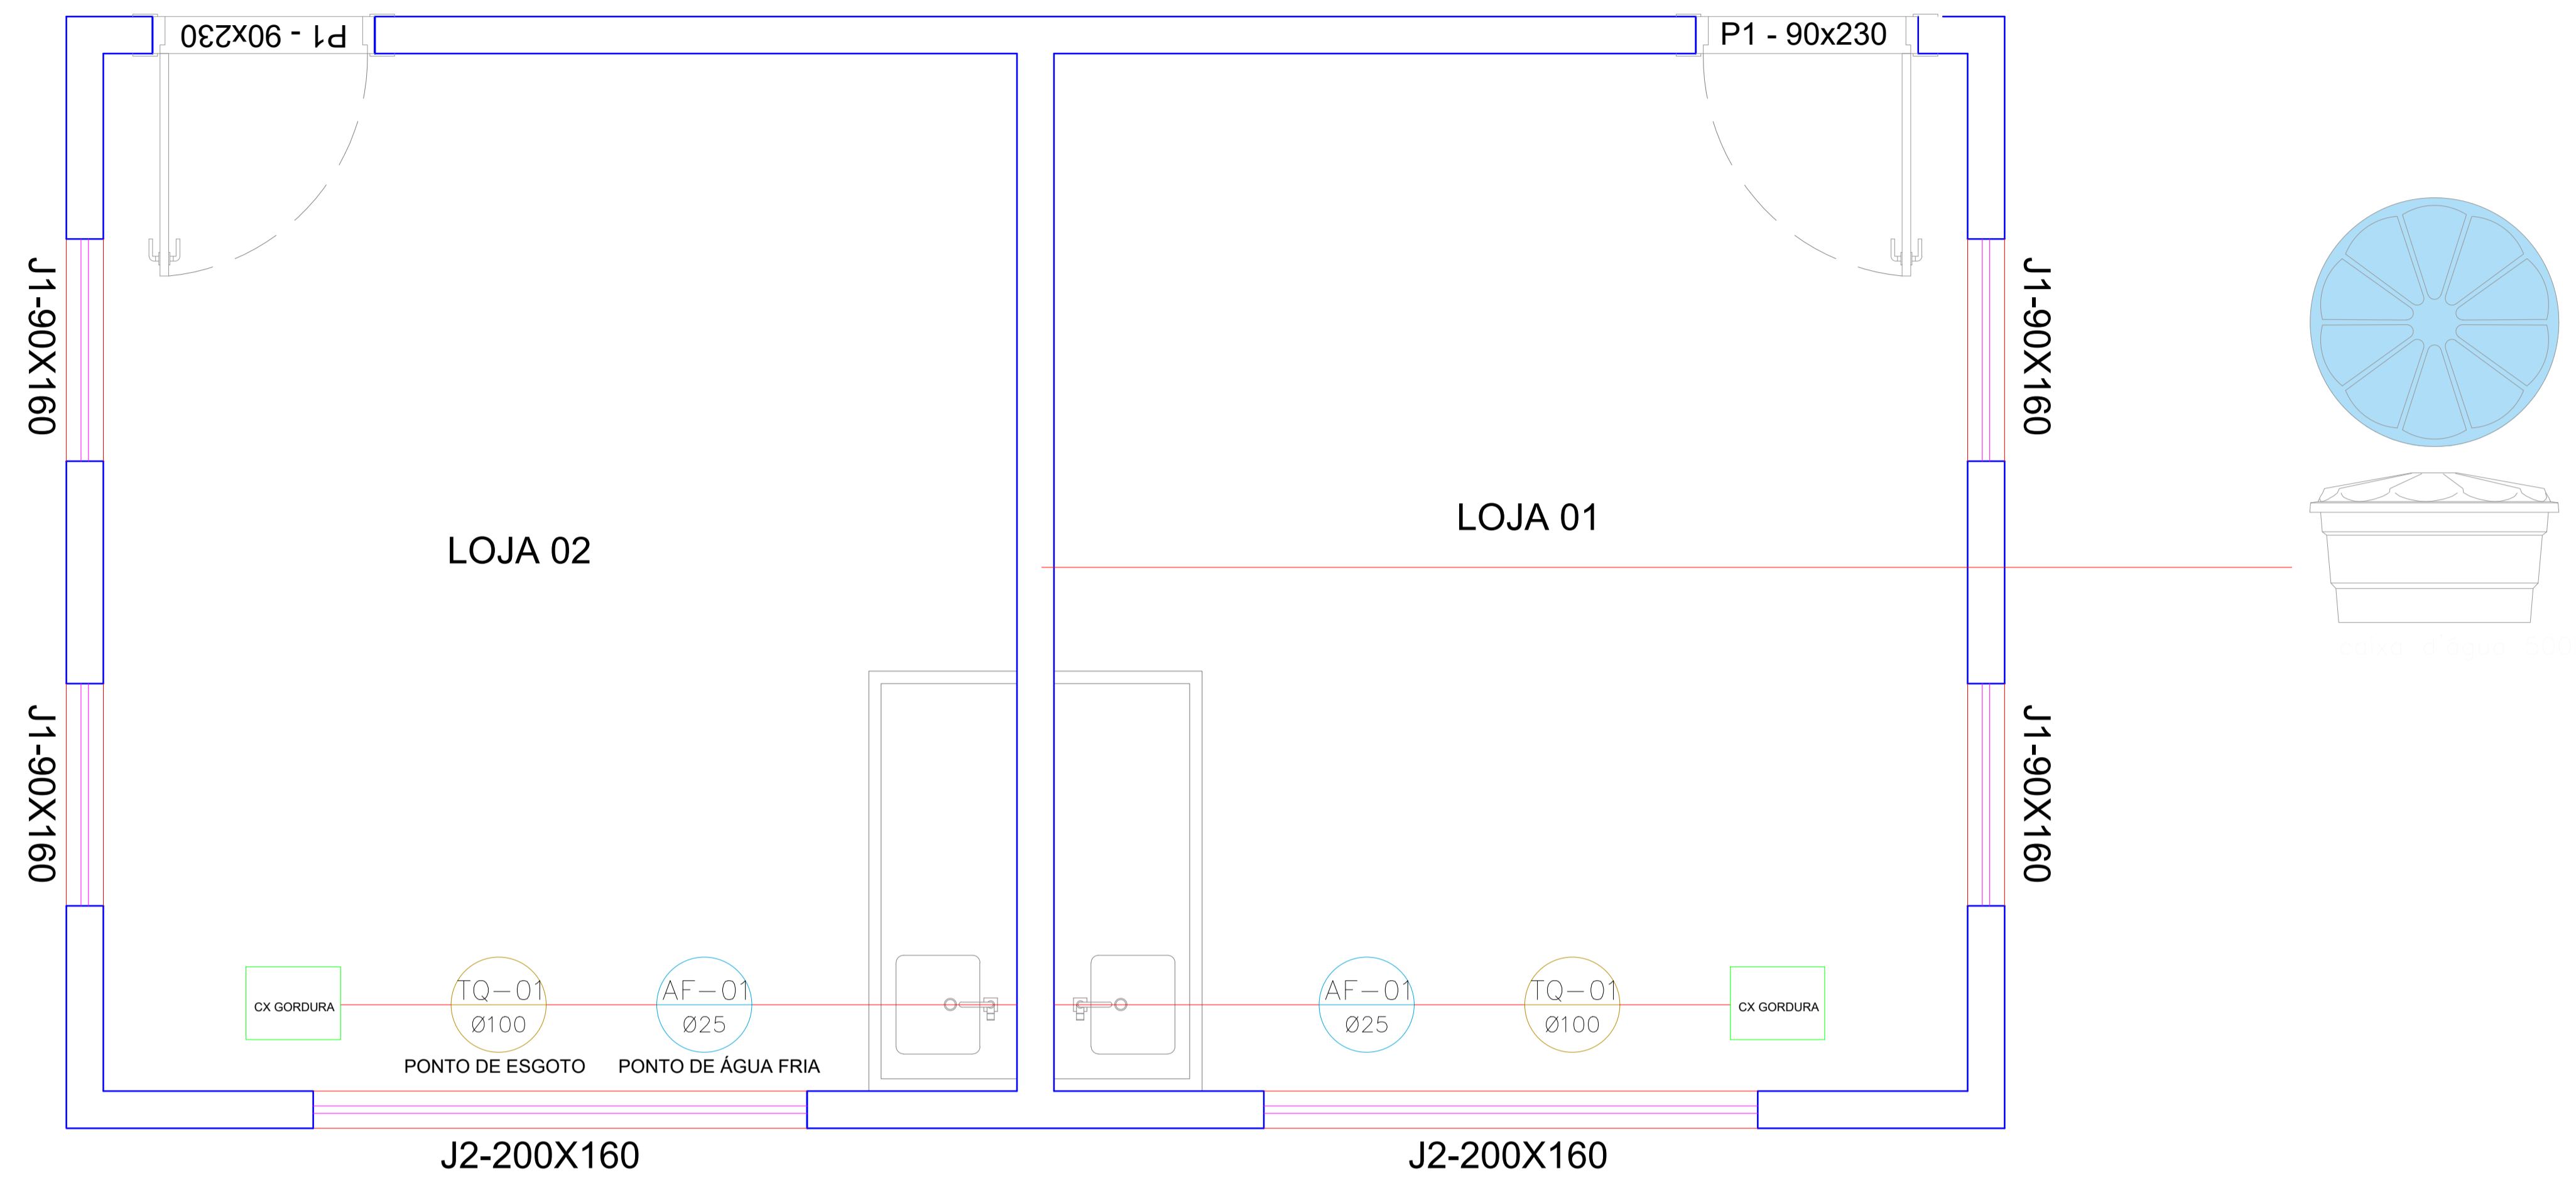 P1 - 90x230
P1 - 90x230
J1-90X160
J1-90X160
LOJA 01
LOJA 02
J1-90X160
J1-90X160
CX GORDURA
TQ-01
Ø100
AF-01
Ø25
AF-01
Ø25
TQ-01
Ø100
CX GORDURA
PONTO DE ESGOTO
PONTO DE ÁGUA FRIA
J2-200X160
J2-200X160